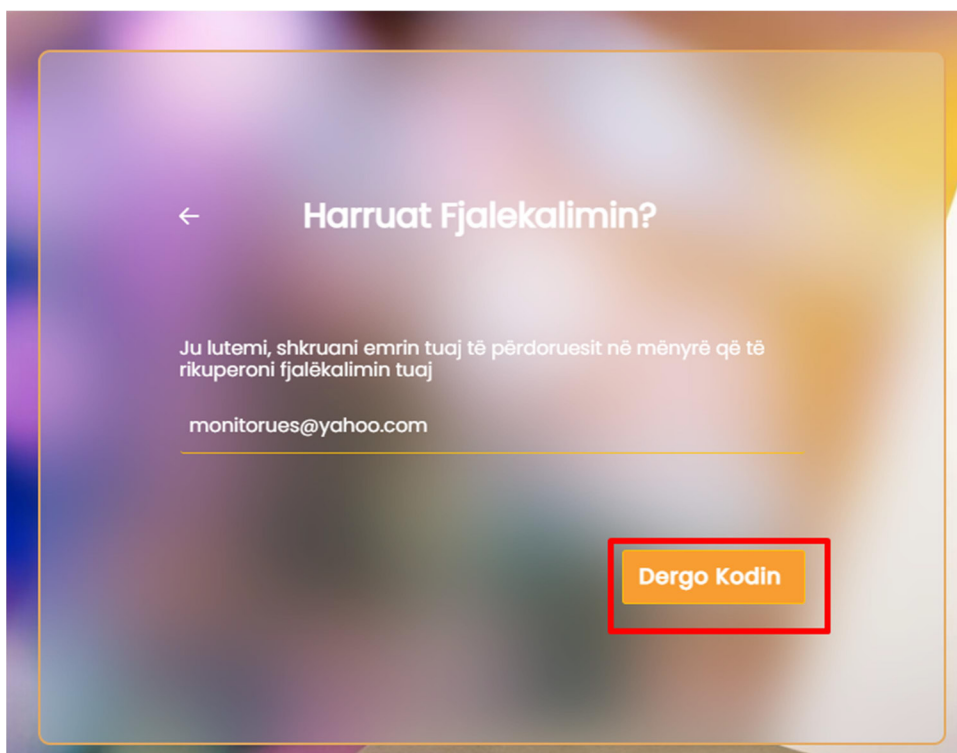 Harruat Fjalekalimin?
Ju lutemi, shkruani emrin tuaj të përdoruesit në mënyrë që të
rikuperoni fjalëkalimin tuaj
monitorues@yahoo.com
Dergo Kodin